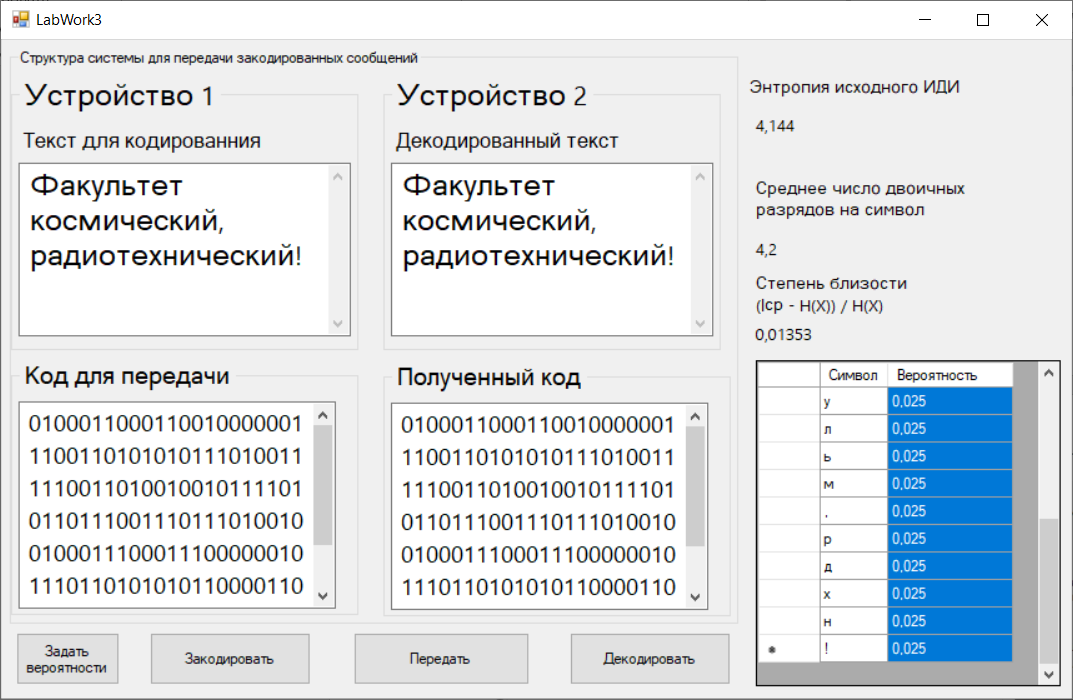 LabWork3
Структура системы для передачи закодированных сообщений
Устройство 1
Текст для кодированния
Факультет
космический,
радиотехнический!
Устройство 2
Декодированный текст
Факультет
космический,
радиотехнический!
Код для передачи
0100011000110010000001
1100110101010111010011
1110011010010010111101
0110111001110111010010
0100011100011100000010
1110110101010110000110
Полученный код
0100011000110010000001
1100110101010111010011
1110011010010010111101
0110111001110111010010
0100011100011100000010
1110110101010110000110
Задать
вероятности
Закодировать
Передать
Декодировать
Энтропия исходного ИДИ
4,144
Среднее число двоичных
разрядов на символ
4,2
Степень близости
(lср - H(X)) / H(X)
0,01353
Символ Вероятность
у 0,025
л 0,025
ь 0,025
м 0,025
, 0,025
р 0,025
д 0,025
х 0,025
н 0,025
! 0,025